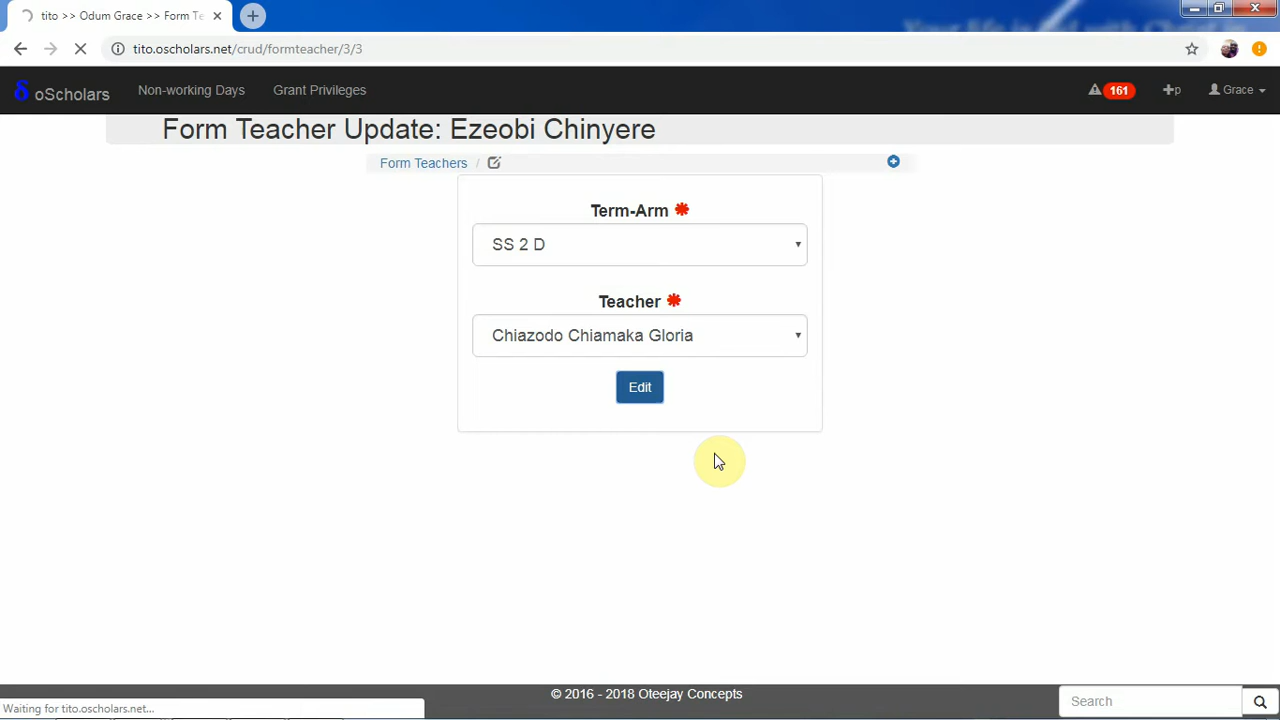 tito >> Odum Grace >> Form Te
tito.oscholars.net/crud/formteacher/3/3
oScholars
Non-working Days
Grant Privileges
161
p
Grace
Form Teacher Update: Ezeobi Chinyere
Form Teachers /
Term-Arm
SS 2 D
Teacher
Chiazodo Chiamaka Gloria
Edit
© 2016 - 2018 Oteejay Concepts
Search
Waiting for tito.oscholars.net...